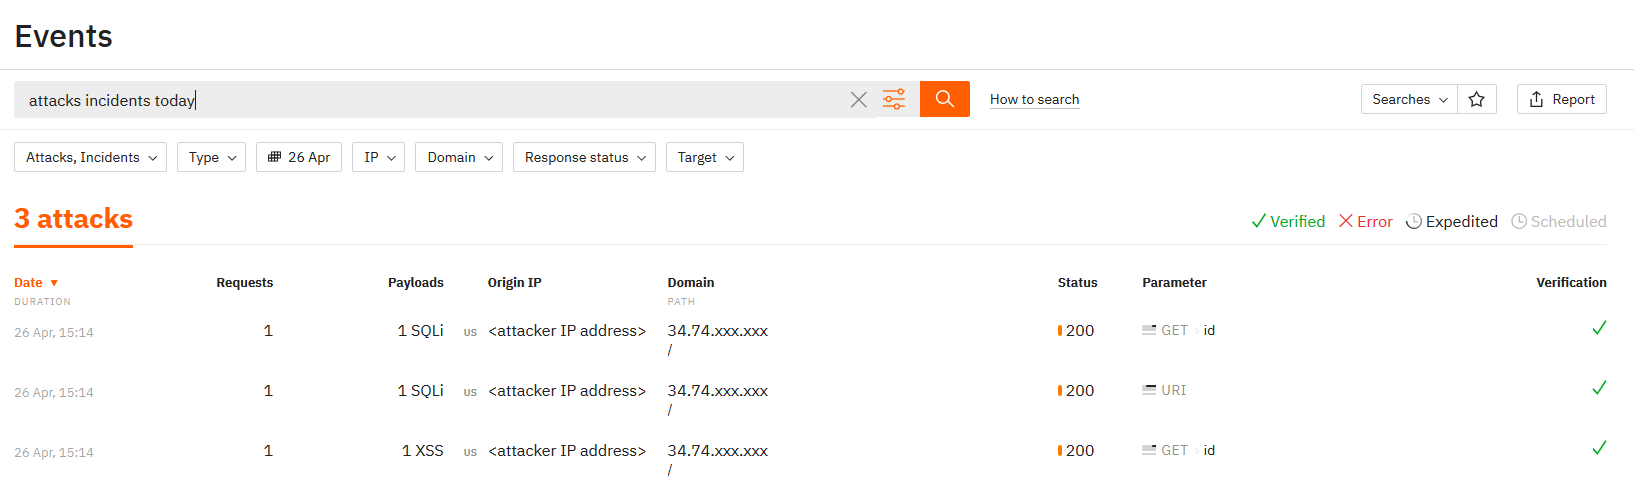 Events
attacks incidents today
How to search
Searches
Report
Attacks, Incidents
Type
26 Apr
IP
Domain
Response status
Target
3 attacks
Verified Error Expedited Scheduled
Date Requests Payloads Origin IP Domain Status Parameter Verification
DURATION PATH
26 Apr, 15:14 1 1 SQLi US <attacker IP address> 34.74.xxx.xxx 200 GET › id
/
26 Apr, 15:14 1 1 SQLi US <attacker IP address> 34.74.xxx.xxx 200 URI
/
26 Apr, 15:14 1 1 XSS US <attacker IP address> 34.74.xxx.xxx 200 GET › id
/